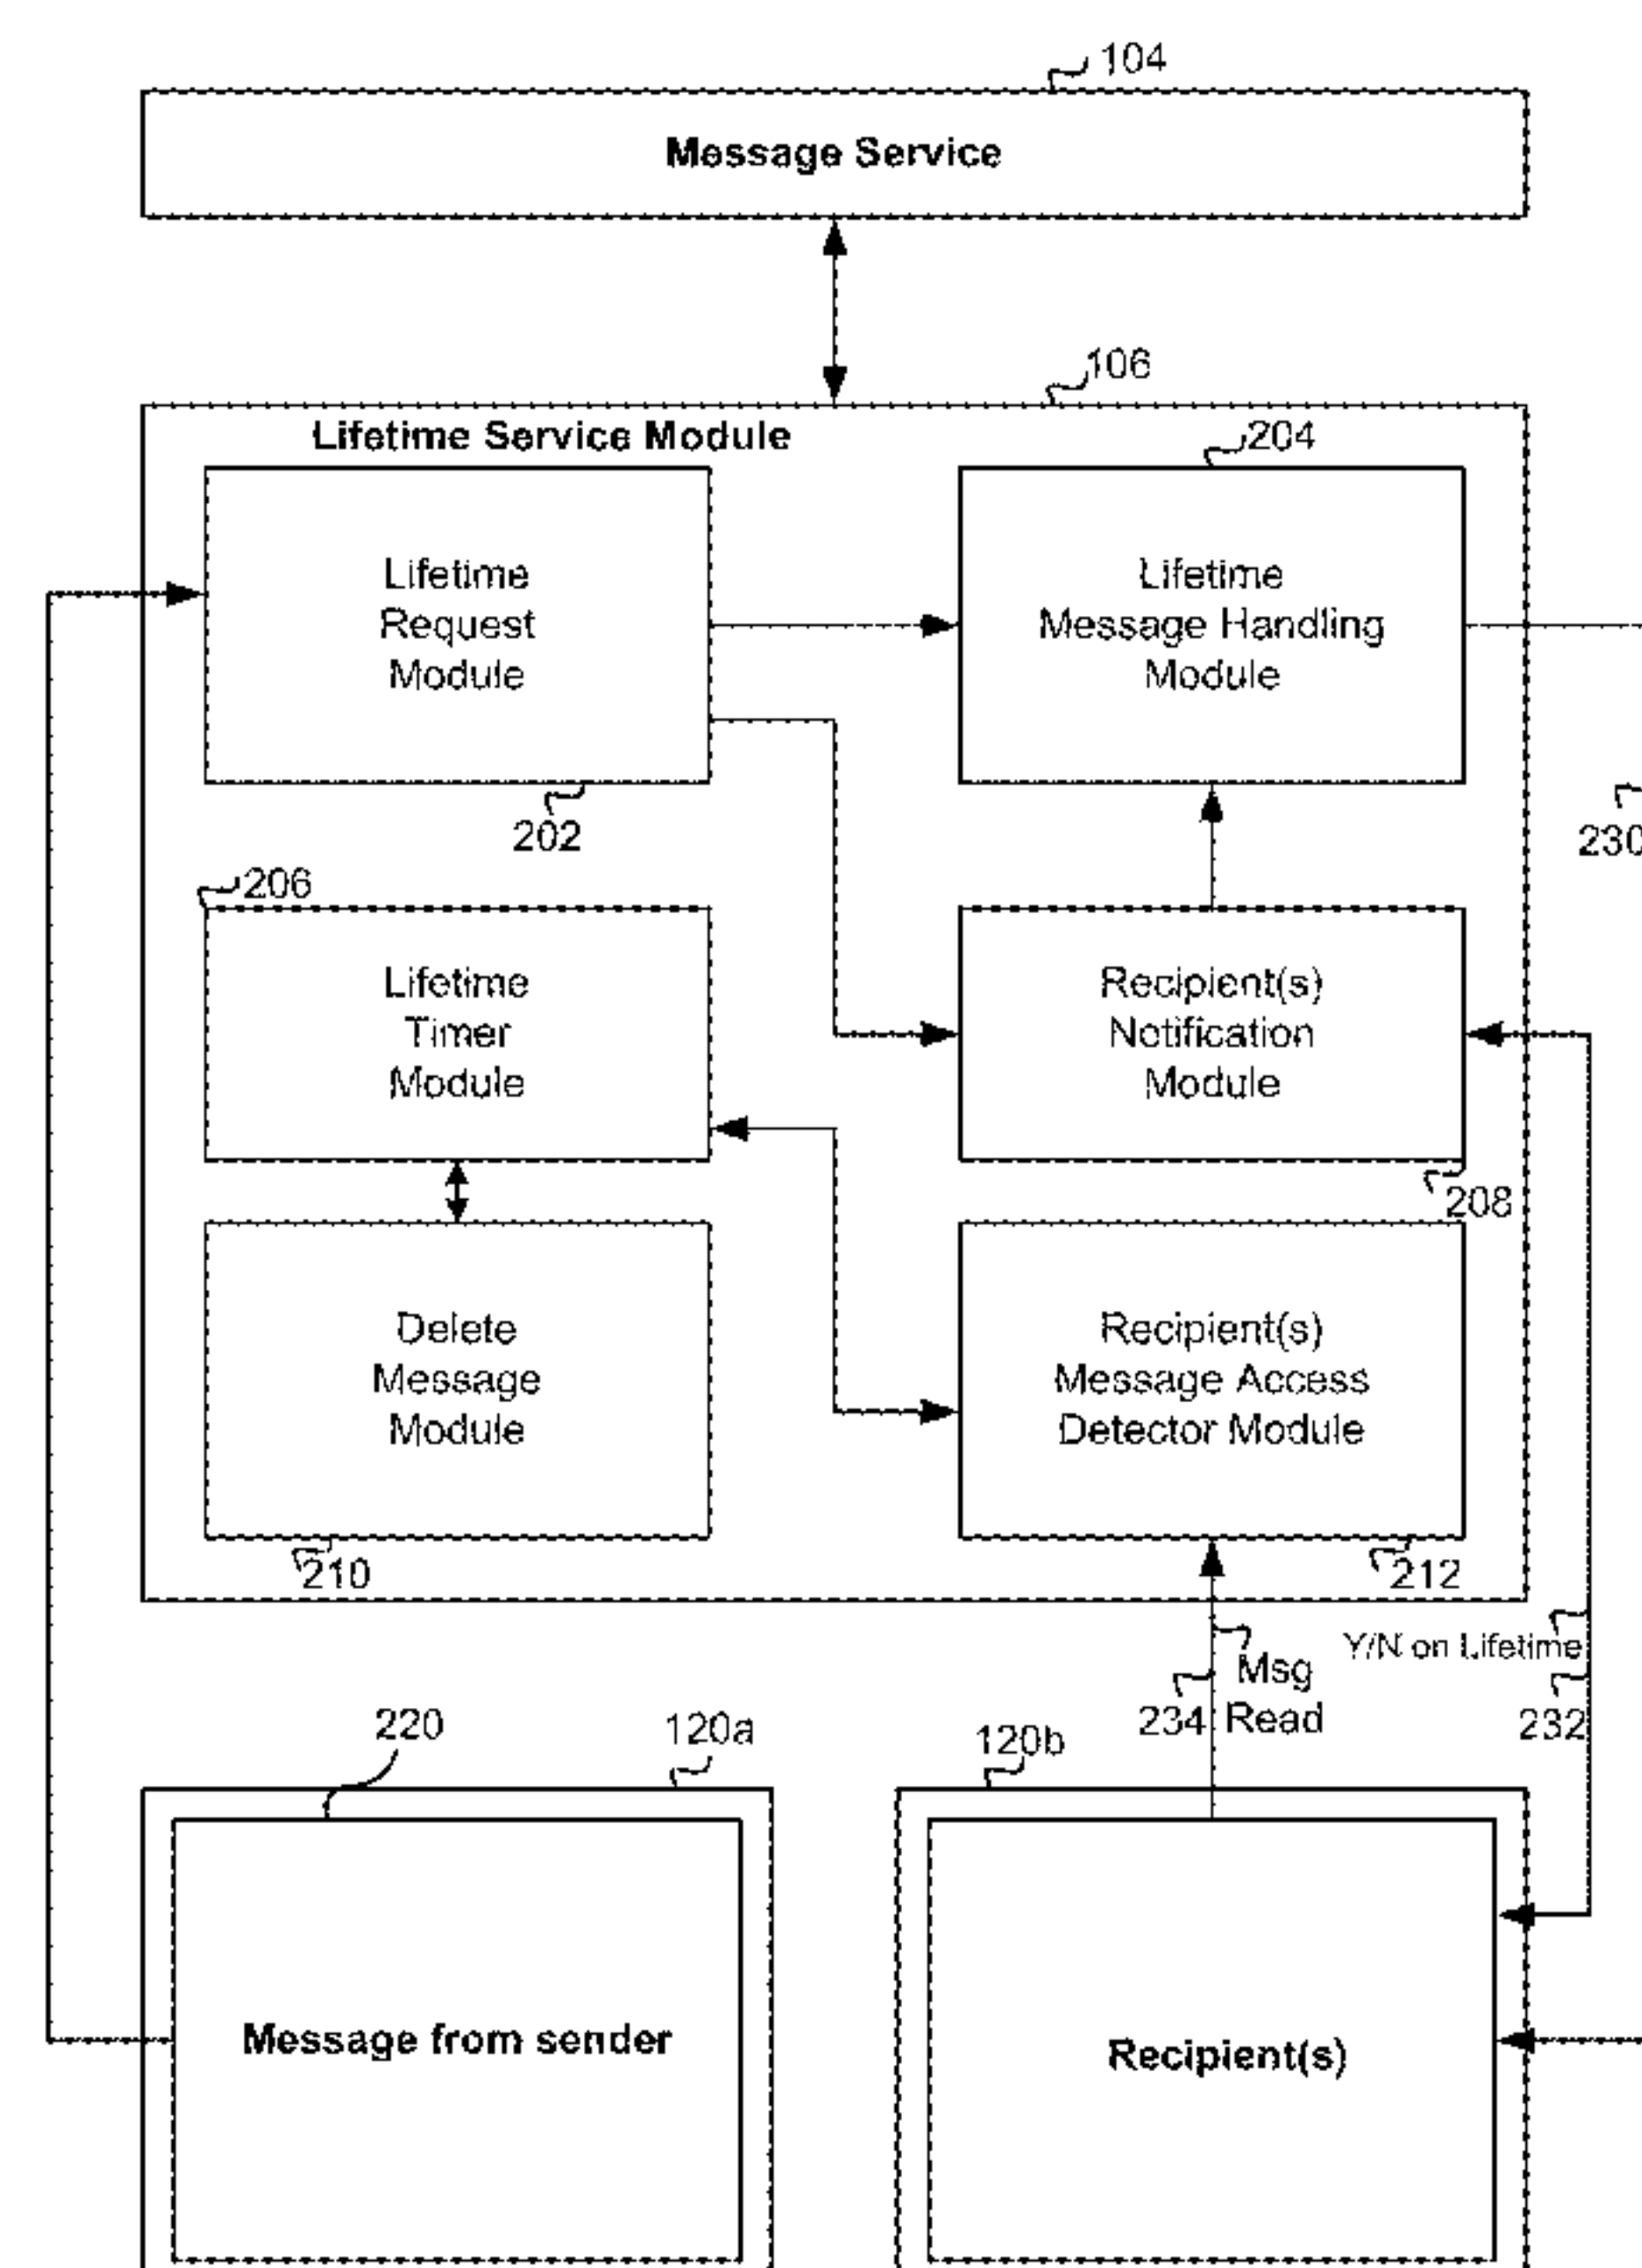 104
Message Service
106
Lifetime Service Module
204
Lifetime
Request
Module
Lifetime
Message Handling
Module
202
230
206
Lifetime
Timer
Module
Recipient(s)
Notification
Module
208
Delete
Message
Module
Recipient(s)
Message Access
Detector Module
210
212
Y/N on Lifetime
Msg
Read
234
232
220
120a
120b
Message from sender
Recipient(s)